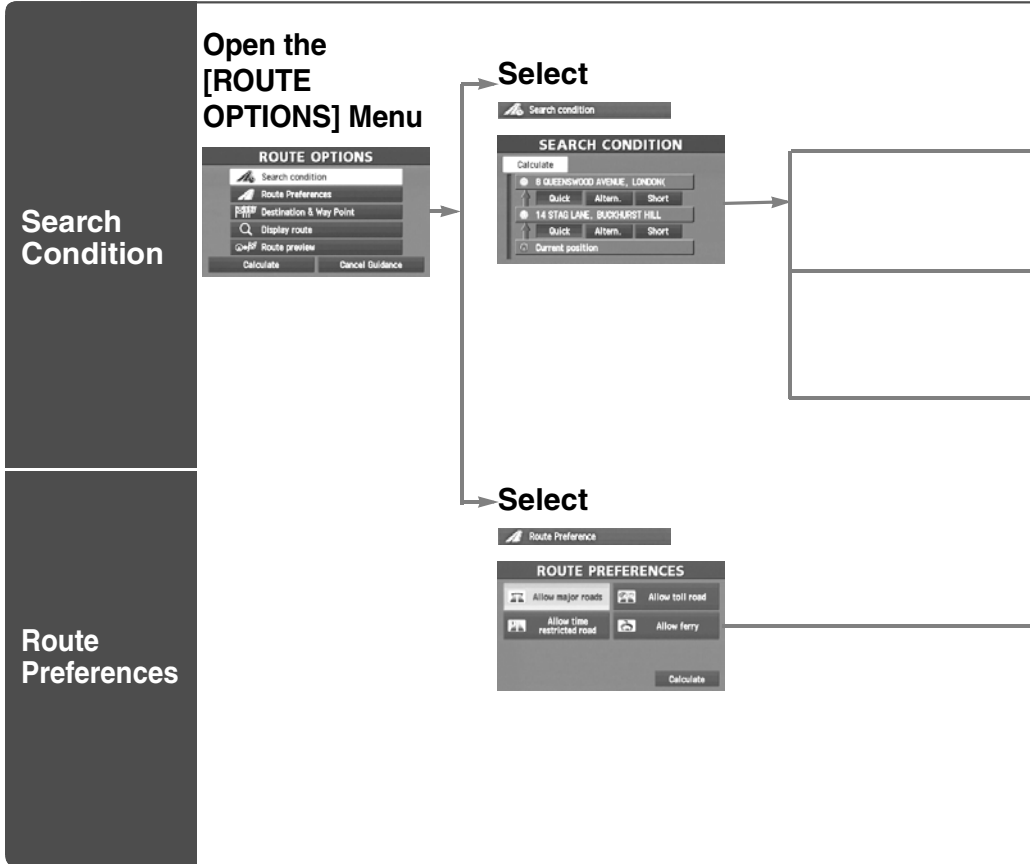 Search
Condition
Open the
[ROUTE
OPTIONS] Menu
ROUTE OPTIONS
Search condition
Route Preferences
Destination & Way Point
Display route
Route preview
Calculate Cancel Guidance
Select
Search condition
SEARCH CONDITION
Calculate
8 QUEENSWOOD AVENUE, LONDON(
Quick Altern. Short
14 STAG LANE, BUCKHURST HILL
Quick Altern. Short
Current position
Route
Preferences
Select
Route Preference
ROUTE PREFERENCES
Allow major roads Allow toll road
Allow time
restricted road
Allow ferry
Calculate